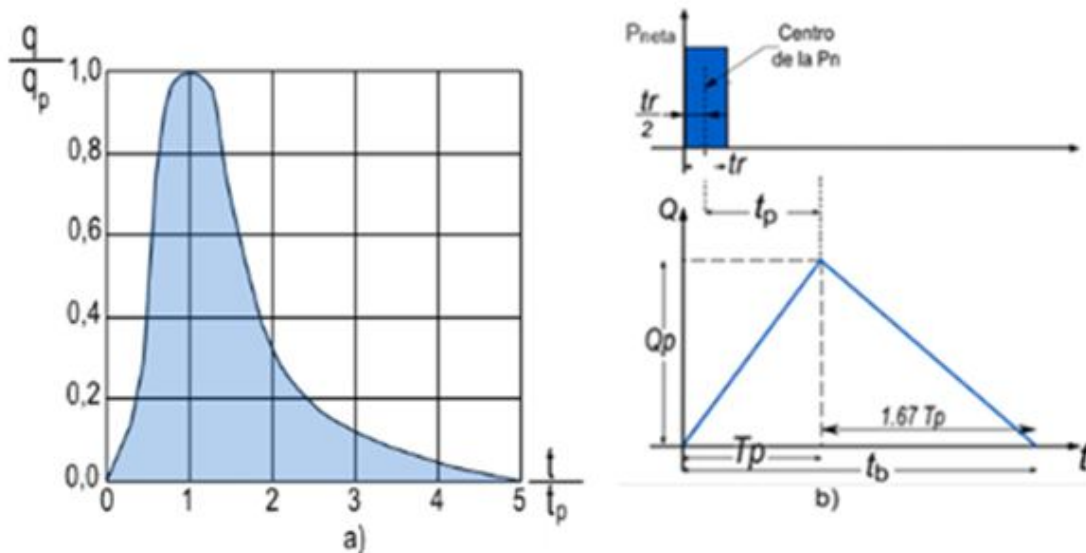 q
q_p
1,0
0,8
0,6
0,4
0,2
0,0
0 1 2 3 4 5
t
t_p
a)
Pneta
Centro
de la Pn
tr
2
tr
t_p
Q
Qp
1.67 Tp
Tp
t_b
t
b)